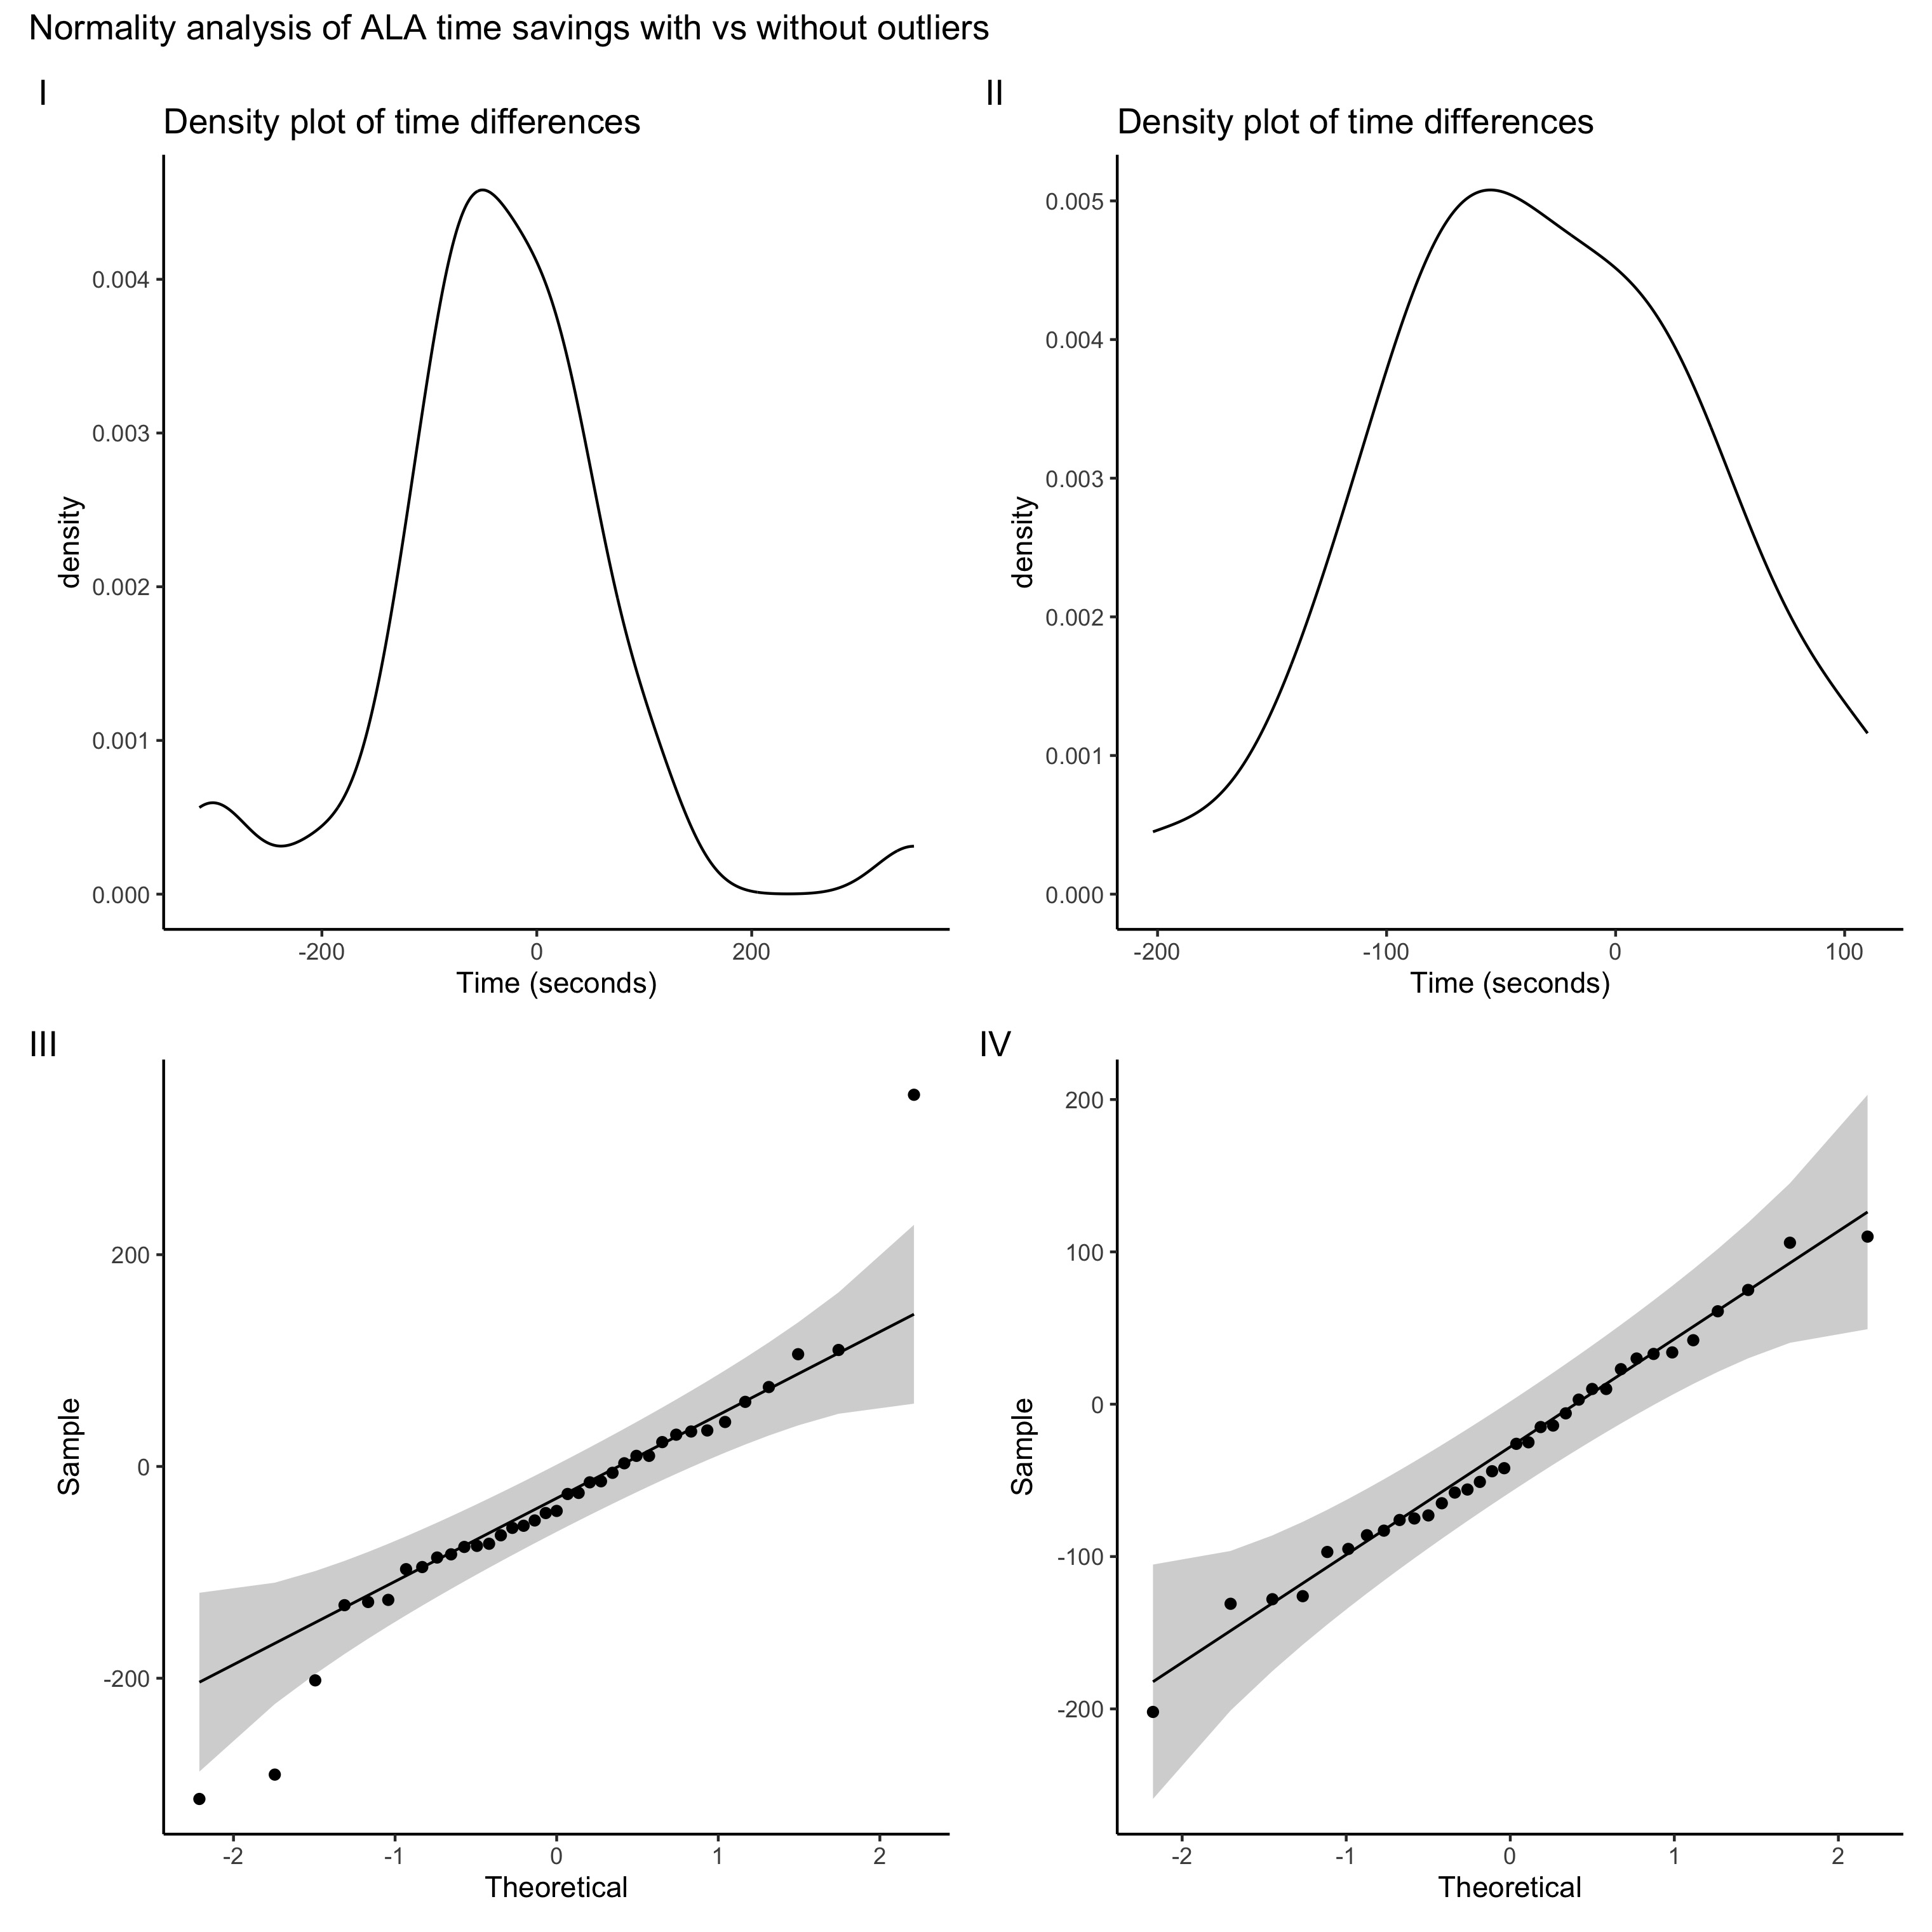 Normality analysis of ALA time savings with vs without outliers
I
Density plot of time differences
density
0.004
0.003
0.002
0.001
0.000
-200 0 200
Time (seconds)
II
Density plot of time differences
density
0.005
0.004
0.003
0.002
0.001
0.000
-200 -100 0 100
Time (seconds)
III
Sample
200
0
-200
-2 -1 0 1 2
Theoretical
IV
Sample
200
100
0
-100
-200
-2 -1 0 1 2
Theoretical